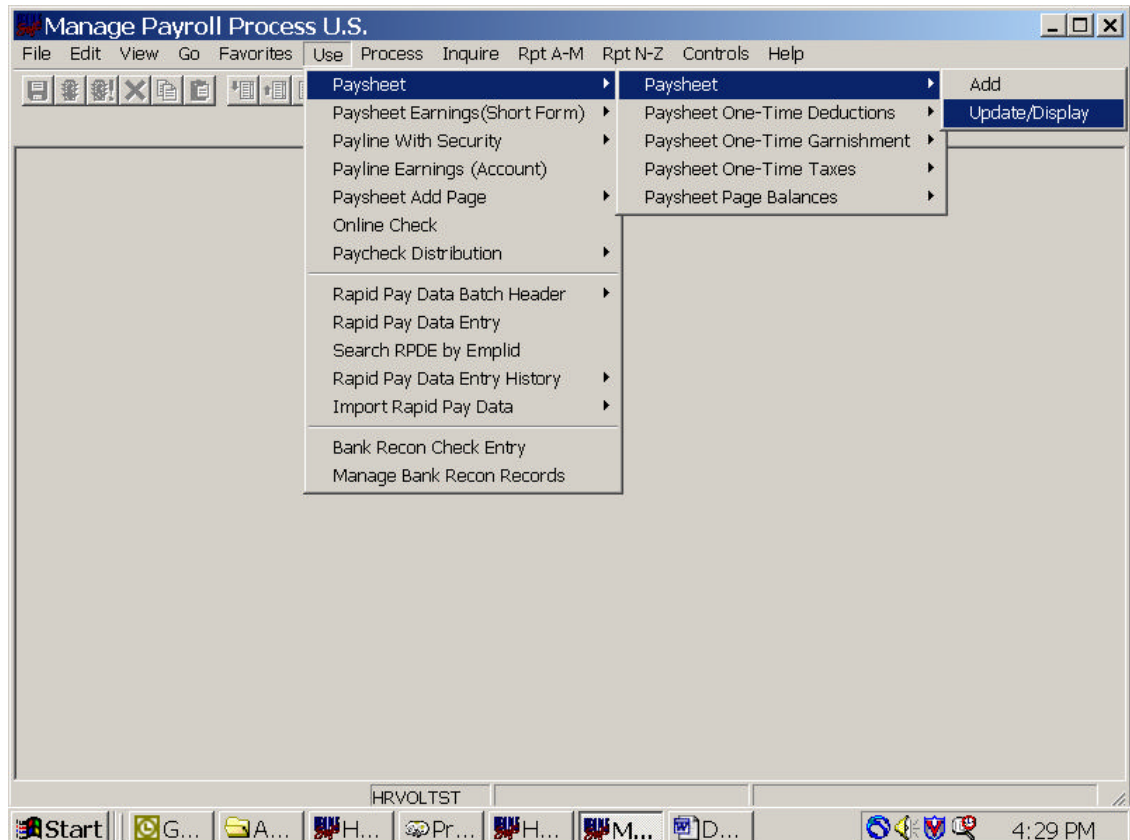 Manage Payroll Process U.S.
File Edit View Go Favorites Use Process Inquire Rpt A-M Rpt N-Z Controls Help
Paysheet
Paysheet Earnings(Short Form)
Payline With Security
Payline Earnings (Account)
Paysheet Add Page
Online Check
Paycheck Distribution
Rapid Pay Data Batch Header
Rapid Pay Data Entry
Search RPDE by Emplid
Rapid Pay Data Entry History
Import Rapid Pay Data
Bank Recon Check Entry
Manage Bank Recon Records
Paysheet
Paysheet One-Time Deductions
Paysheet One-Time Garnishment
Paysheet One-Time Taxes
Paysheet Page Balances
Add
Update/Display
HRVOLTST
Start G... A... H... Pr... H... M... D... 4:29 PM